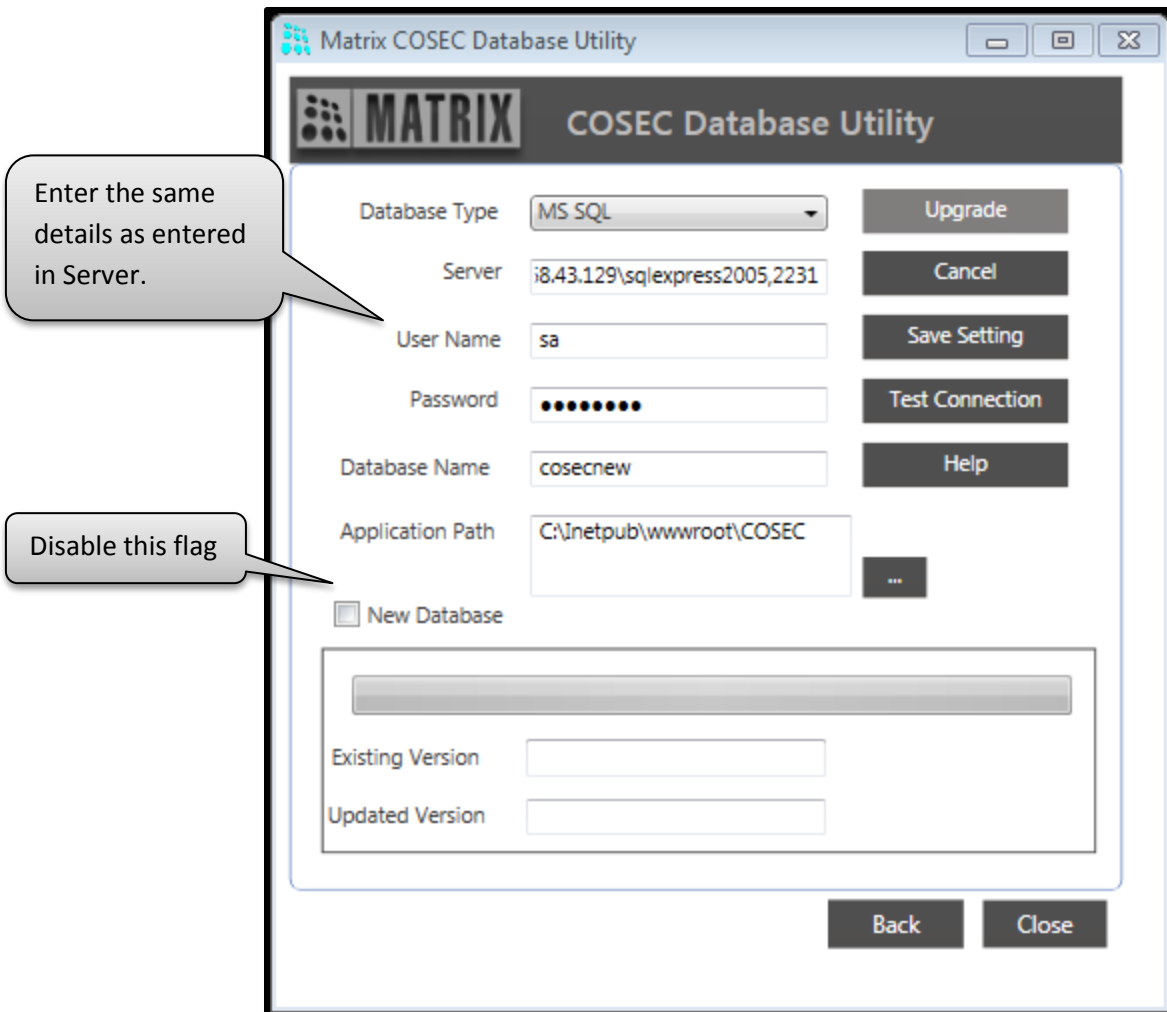 Matrix COSEC Database Utility
MATRIX COSEC Database Utility
Enter the same
details as entered
in Server.
Database Type MS SQL Upgrade
Server 8.43.129\sqlexpress2005,2231 Cancel
User Name sa Save Setting
Password ●●●●●●●● Test Connection
Database Name cosecnew Help
Application Path C:\Inetpub\wwwroot\COSEC
...
Disable this flag
New Database
Existing Version
Updated Version
Back Close